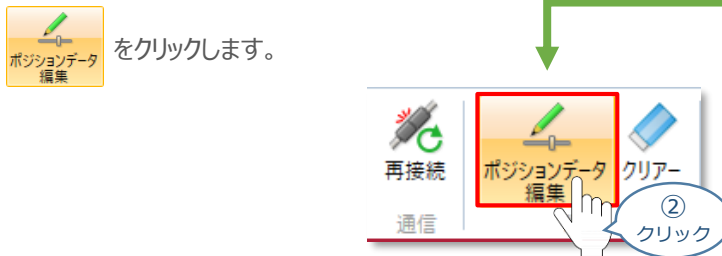 ポジションデータ
編集
をクリックします。
再接続
ポジションデータ
編集
クリアー
通信
②
クリック